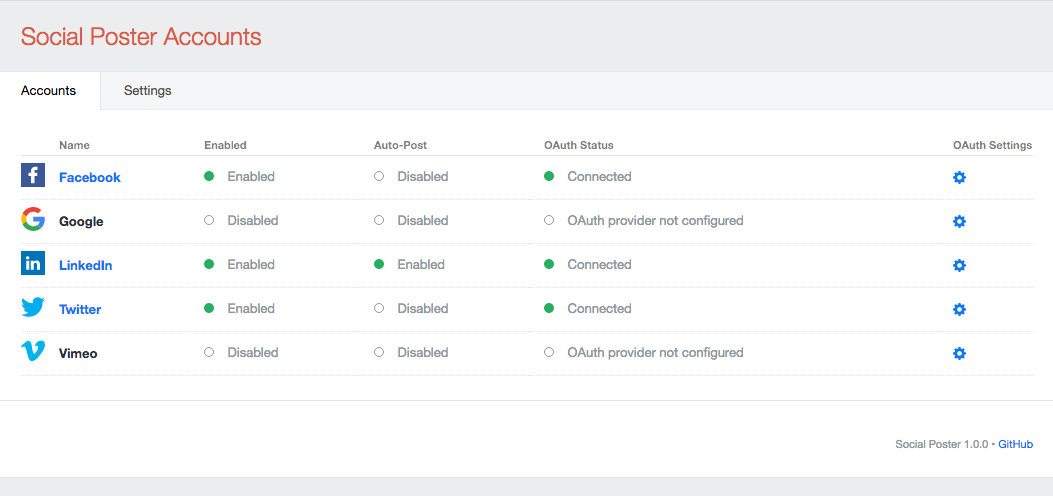 Social Poster Accounts
Accounts Settings
Name Enabled Auto-Post OAuth Status OAuth Settings
Facebook Enabled Disabled Connected
Google Disabled Disabled OAuth provider not configured
LinkedIn Enabled Enabled Connected
Twitter Enabled Disabled Connected
Vimeo Disabled Disabled OAuth provider not configured
Social Poster 1.0.0 • GitHub